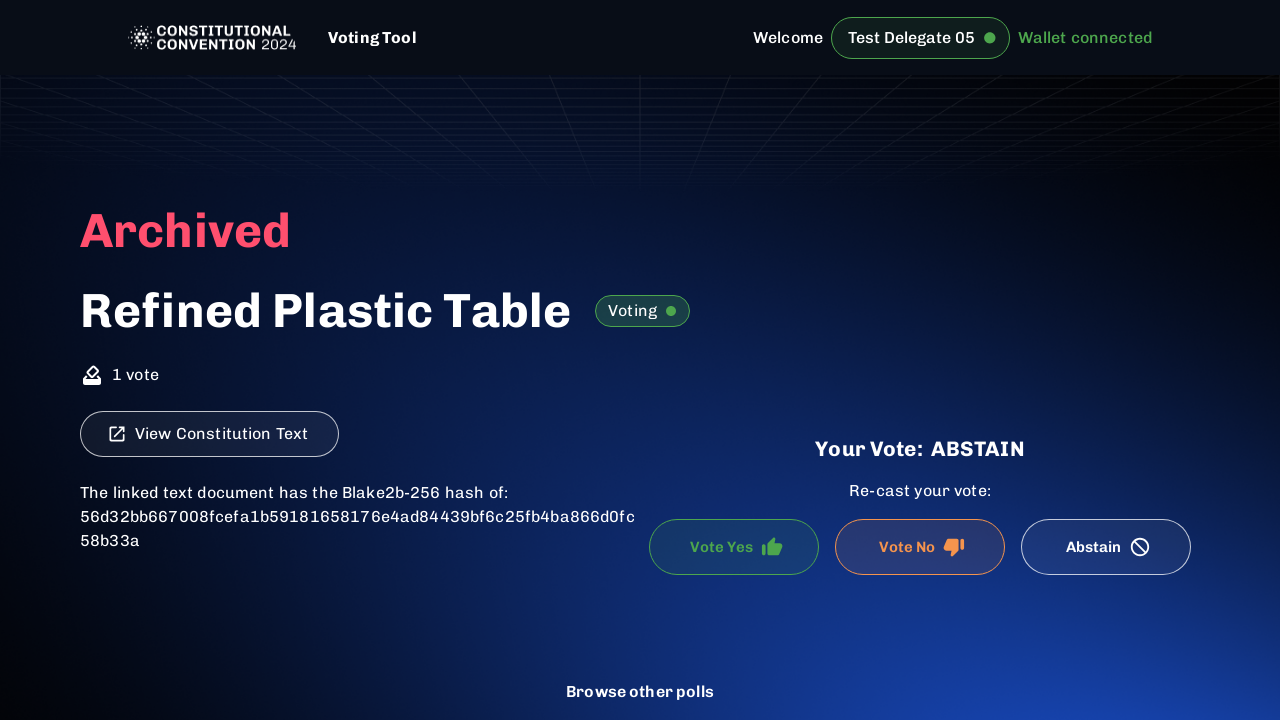 CONSTITUTIONAL
CONVENTION 2024
Voting Tool
Welcome
Test Delegate 05
Wallet connected
Archived
Refined Plastic Table
Voting
1 vote
View Constitution Text
The linked text document has the Blake2b-256 hash of:
56d32bb667008fcefa1b59181658176e4ad84439bf6c25fb4ba866d0fc
58b33a
Your Vote: ABSTAIN
Re-cast your vote:
Vote Yes
Vote No
Abstain
Browse other polls